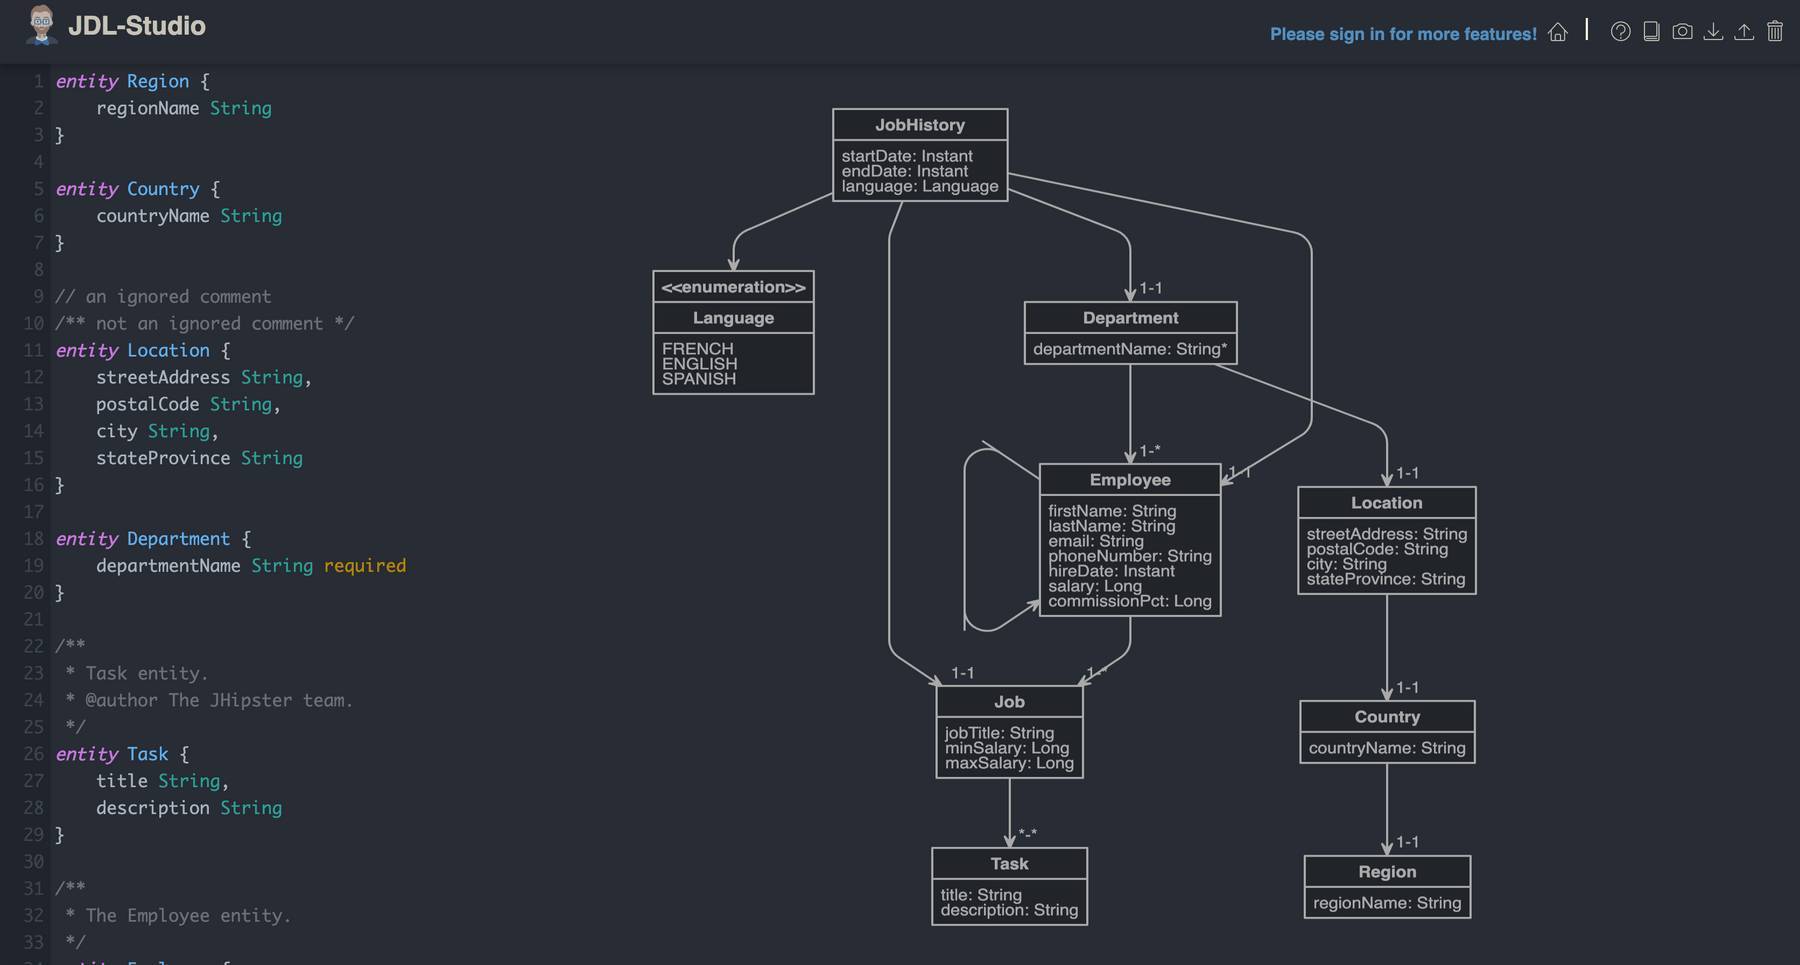 JDL-Studio
Please sign in for more features!
1 entity Region {
2     regionName String
3 }
4
5 entity Country {
6     countryName String
7 }
8
9 // an ignored comment
10 /** not an ignored comment */
11 entity Location {
12     streetAddress String,
13     postalCode String,
14     city String,
15     stateProvince String
16 }
17
18 entity Department {
19     departmentName String required
20 }
21
22 /**
23  * Task entity.
24  * @author The JHipster team.
25  */
26 entity Task {
27     title String,
28     description String
29 }
30
31 /**
32  * The Employee entity.
33  */
JobHistory
startDate: Instant
endDate: Instant
language: Language
<<enumeration>>
Language
FRENCH
ENGLISH
SPANISH
1-1
Department
departmentName: String*
1-*
1-1
Employee
firstName: String
lastName: String
email: String
phoneNumber: String
hireDate: Instant
salary: Long
commissionPct: Long
1-1
Location
streetAddress: String
postalCode: String
city: String
stateProvince: String
1-1
1-*
Job
jobTitle: String
minSalary: Long
maxSalary: Long
1-1
Country
countryName: String
*-*
Task
title: String
description: String
1-1
Region
regionName: String